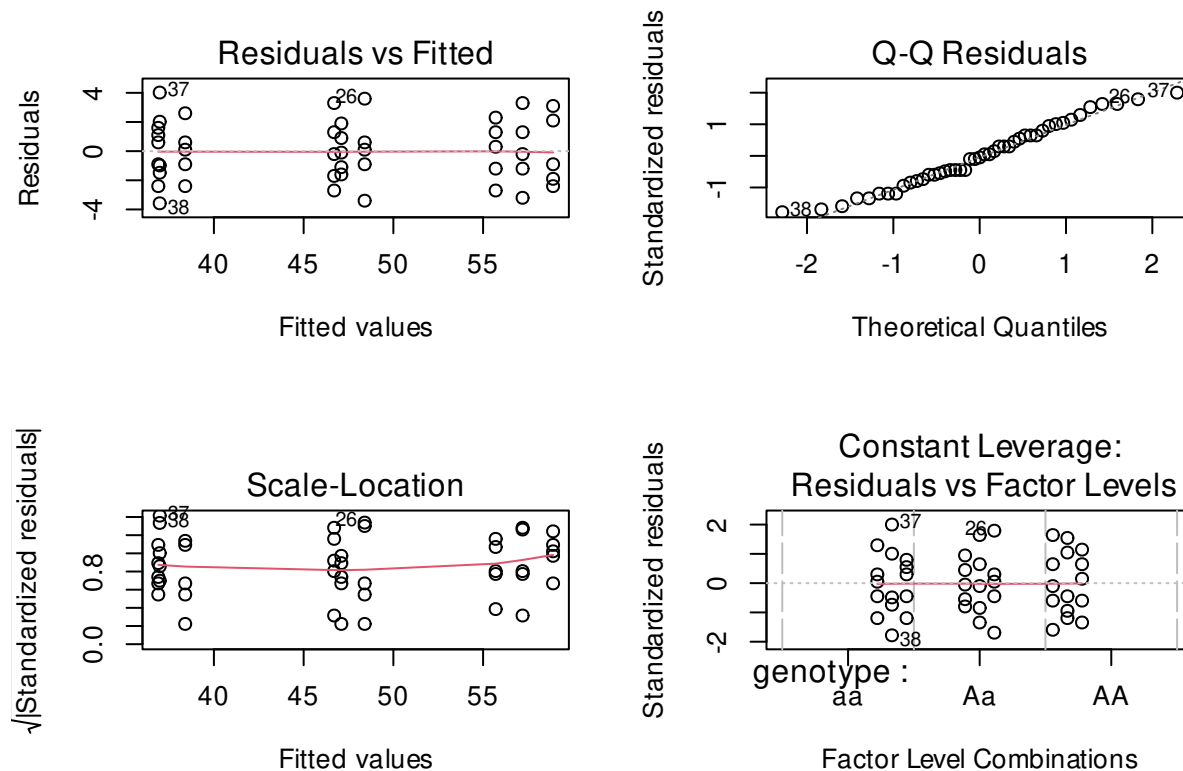 Residuals vs Fitted
Residuals
-4 0 4
37
26
38
40 45 50 55
Fitted values
Q-Q Residuals
Standardized residuals
-1 1
38
26
37
-2 -1 0 1 2
Theoretical Quantiles
Scale-Location
√|Standardized residuals|
0.0 0.8
37
38
26
40 45 50 55
Fitted values
Constant Leverage:
Residuals vs Factor Levels
Standardized residuals
-2 0 2
37
26
38
genotype :
aa Aa AA
Factor Level Combinations